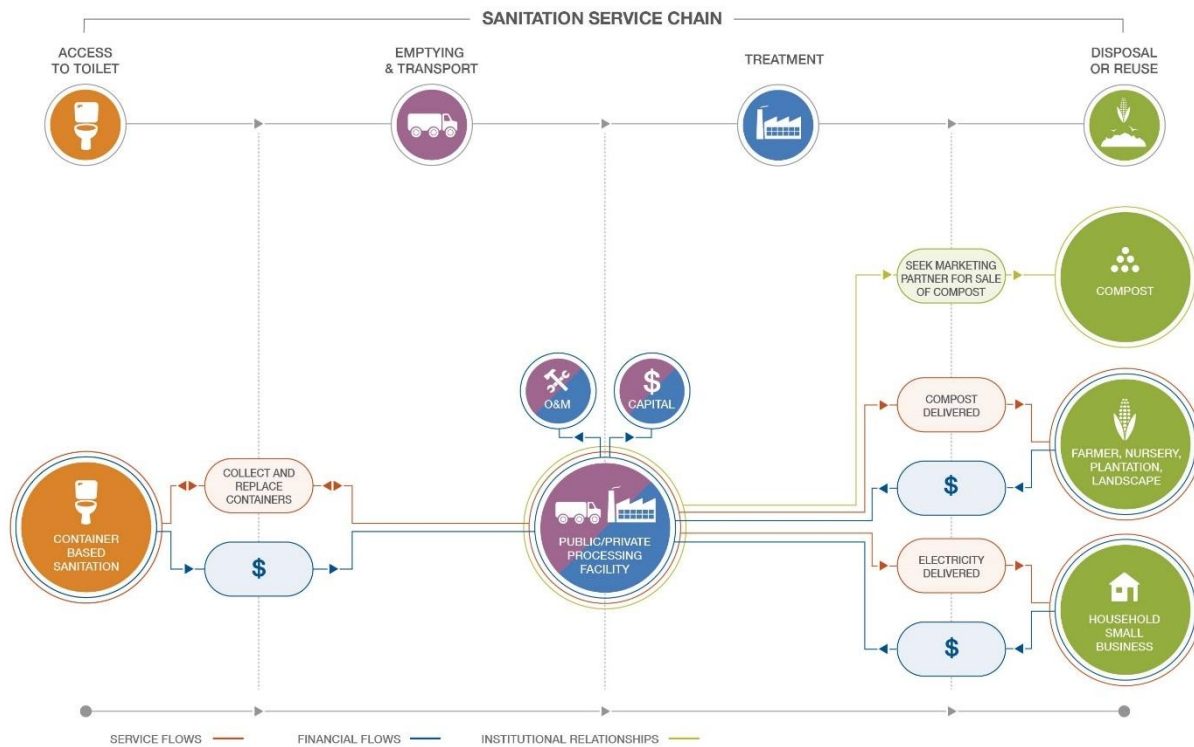 SANITATION SERVICE CHAIN
ACCESS
TO TOILET
EMPTYING
& TRANSPORT
TREATMENT
DISPOSAL
OR REUSE
SEEK MARKETING
PARTNER FOR SALE
OF COMPOST
COMPOST
O&M
$
CAPITAL
COMPOST
DELIVERED
FARMER, NURSERY,
PLANTATION,
LANDSCAPE
$
COLLECT AND
REPLACE
CONTAINERS
CONTAINER
BASED
SANITATION
$
PUBLIC/PRIVATE
PROCESSING
FACILITY
ELECTRICITY
DELIVERED
HOUSEHOLD
SMALL
BUSINESS
$
SERVICE FLOWS
FINANCIAL FLOWS
INSTITUTIONAL RELATIONSHIPS